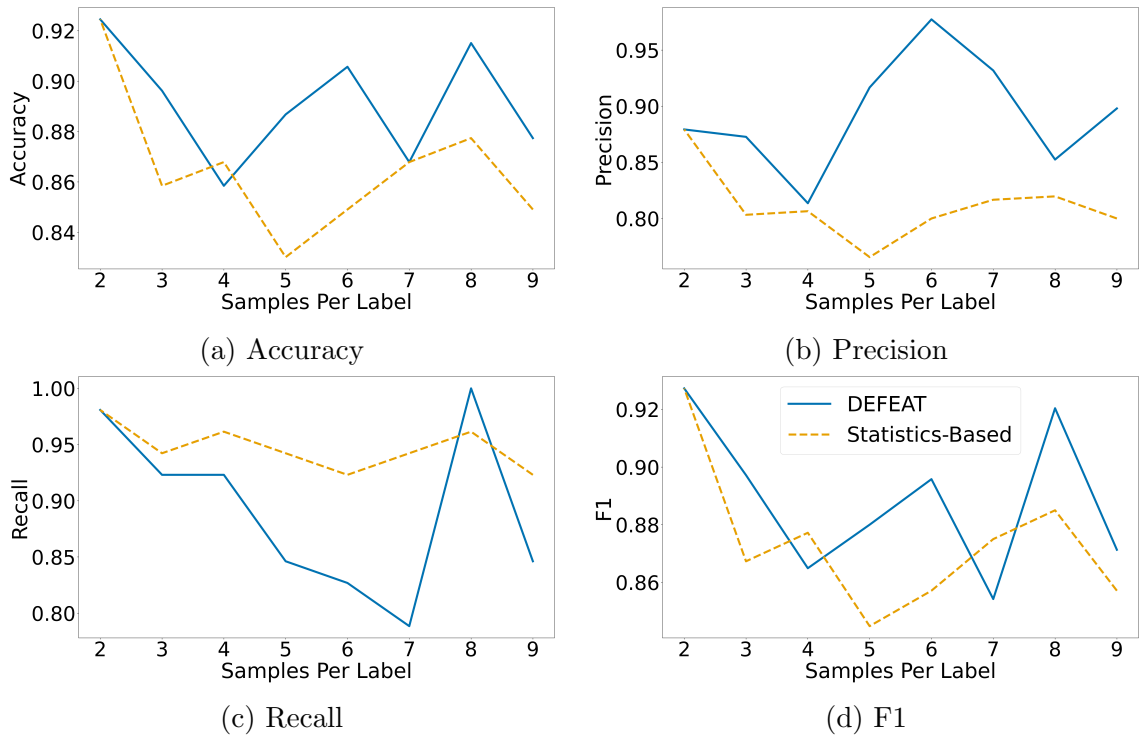 0.92
0.90
0.88
0.86
0.84
Accuracy
2 3 4 5 6 7 8 9
Samples Per Label
(a) Accuracy
0.95
0.90
0.85
0.80
Precision
2 3 4 5 6 7 8 9
Samples Per Label
(b) Precision
1.00
0.95
0.90
0.85
0.80
Recall
2 3 4 5 6 7 8 9
Samples Per Label
(c) Recall
DEFEAT
Statistics-Based
0.92
0.90
0.88
0.86
F1
2 3 4 5 6 7 8 9
Samples Per Label
(d) F1